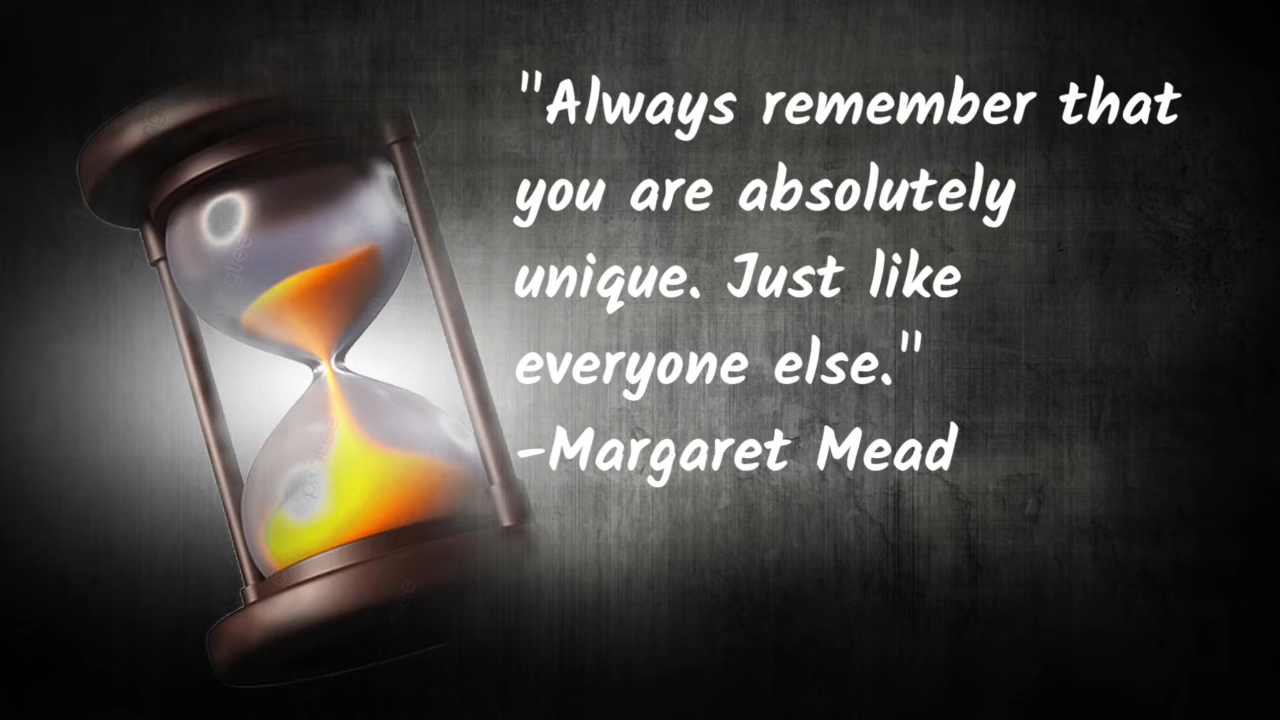 "Always remember that
you are absolutely
unique. Just like
everyone else."
-Margaret Mead